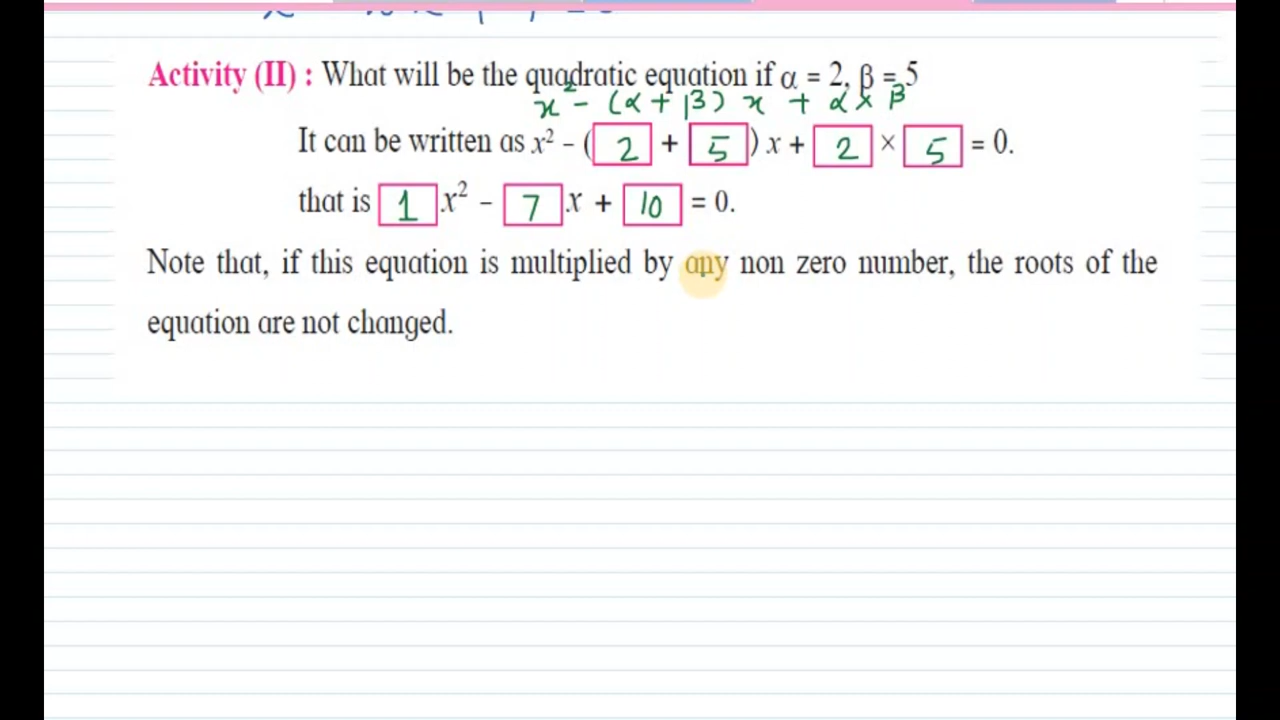 Activity (II) : What will be the quadratic equation if α = 2, β = 5
x² - (α + β) x + α × β
It can be written as x² – ( 2 + 5 ) x + 2 × 5 = 0.
that is 1 x² – 7 x + 10 = 0.
Note that, if this equation is multiplied by any non zero number, the roots of the
equation are not changed.